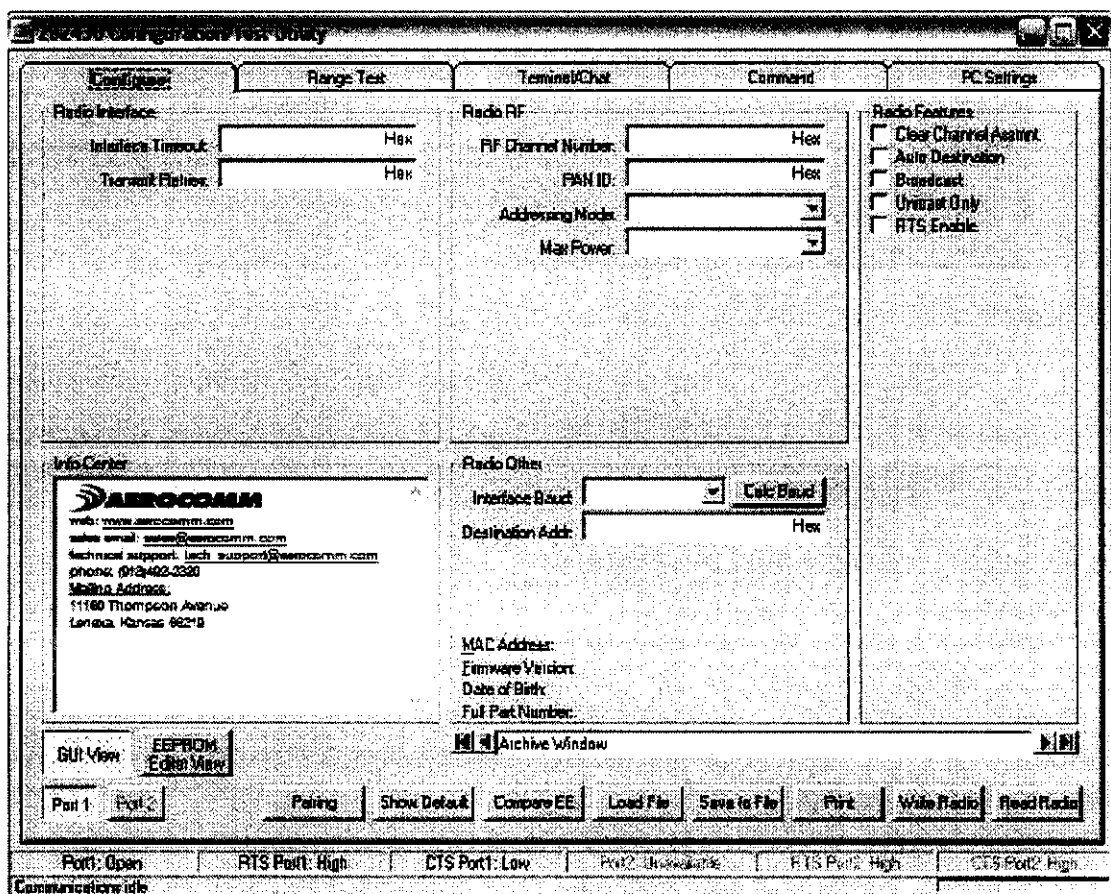 Configuration/Test Utility
Configure
Range Test
Terminal/Chat
Command
PC Settings
Radio Interface
Interface Timeout: Hex
Transmit Retries: Hex
Radio RF
RF Channel Number: Hex
PAN ID: Hex
Addressing Mode:
Max Power:
Radio Features
Clear Channel Assmnt.
Auto Destination
Broadcast
Unicast Only
RTS Enable
Info Center
AEROCOMM
web: www.aerocomm.com
sales email: sales@aerocomm.com
technical support: tech_support@aerocomm.com
phone: (913)492-2320
Mailing Address:
11160 Thompson Avenue
Lenexa, Kansas 66219
Radio Other
Interface Baud: Calc Baud
Destination Addr: Hex
MAC Address:
Firmware Version:
Date of Birth:
Full Part Number:
GUI View
EEPROM
Editor View
Archive Window
Port 1
Port 2
Pairing
Show Default
Compare EE
Load File
Save to File
Print
Write Radio
Read Radio
Port1: Open
RTS Port1: High
CTS Port1: Low
Port2: Unavailable
RTS Port2: High
CTS Port2: High
Communications idle